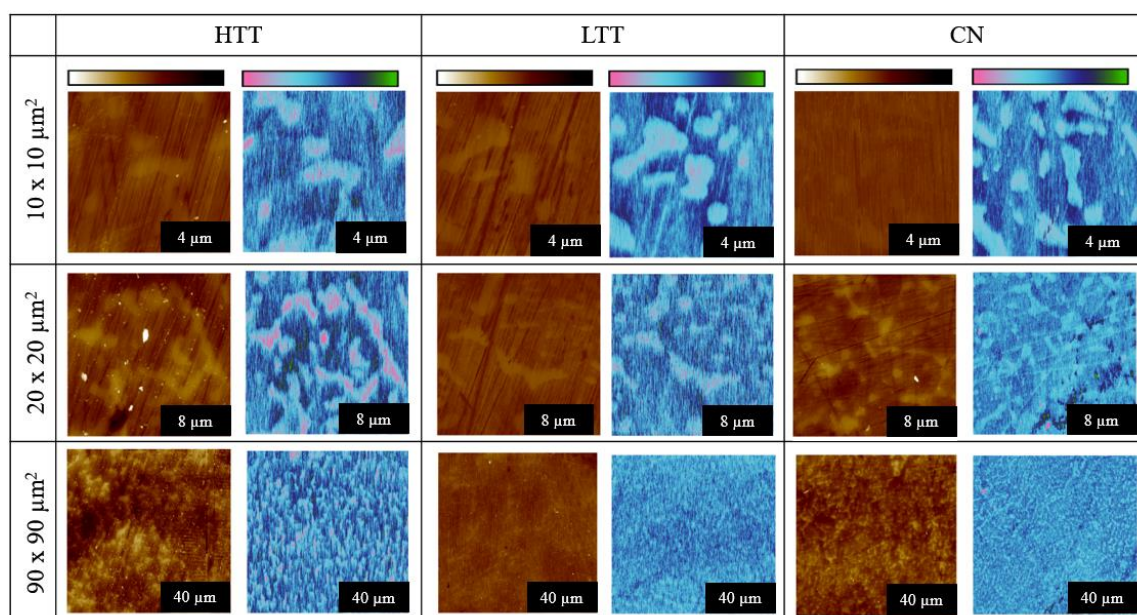 HTT LTT CN
10 x 10 µm²
4 µm 4 µm 4 µm 4 µm 4 µm 4 µm
20 x 20 µm²
8 µm 8 µm 8 µm 8 µm 8 µm 8 µm
90 x 90 µm²
40 µm 40 µm 40 µm 40 µm 40 µm 40 µm